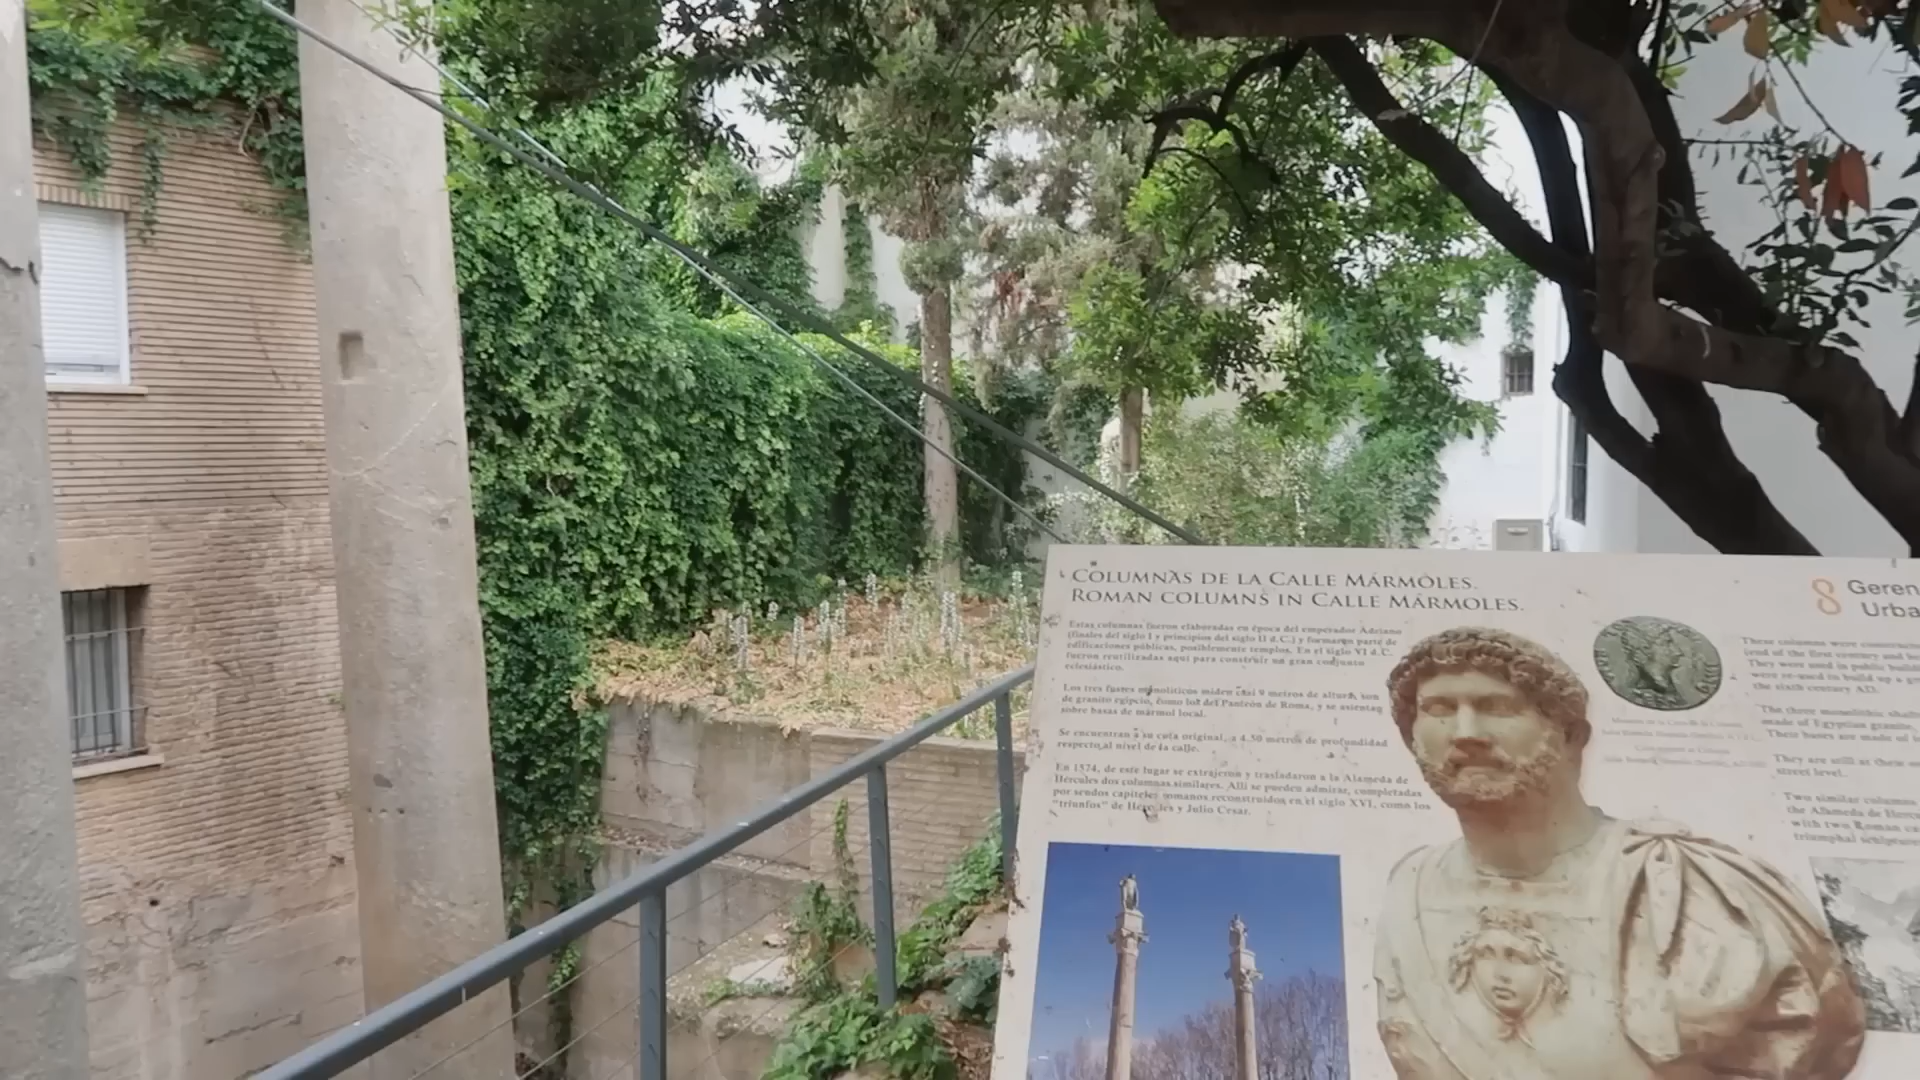 COLUMNAS DE LA CALLE MÁRMOLES.
ROMAN COLUMNS IN CALLE MÁRMOLES.
Estas columnas fueron elaboradas en época del emperador Adriano
(finales del siglo I y principios del siglo II d.C.) y formaron parte de
edificaciones públicas, posiblemente templos. En el siglo VI d.C.
fueron reutilizadas aquí para construir un gran conjunto
eclesiástico.
Los tres fustes monolíticos miden casi 9 metros de altura, son
de granito egipcio, como los del Panteón de Roma, y se asientan
sobre basas de mármol local.
Se encuentran a su cota original, a 4.50 metros de profundidad
respecto al nivel de la calle.
En 1574, de este lugar se extrajeron y trasladaron a la Alameda de
Hércules dos columnas similares. Allí se pueden admirar, completadas
por sendos capiteles romanos reconstruidos en el siglo XVI, como los
"triunfos" de Hércules y Julio Cesar.
Geren
Urba
These columns were constructe
(end of the first century and be
They were used in public build
were re-used to build up a gr
the sixth century AD.
The three monolithic shaft
made of Egyptian granite,
Their bases are made of l
They are still at their o
street level.
Two similar columns
the Alameda de Herc
with two Roman ca
triumphal sculpture